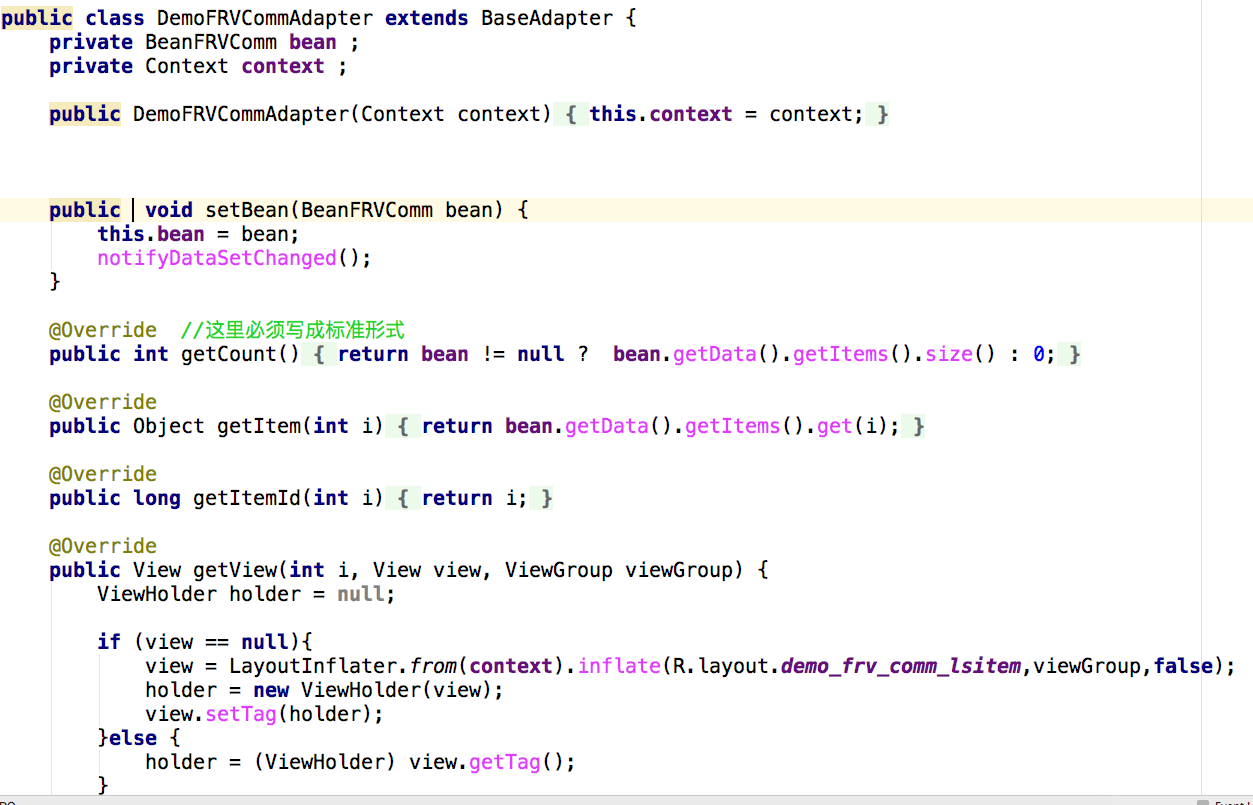 public class DemoFRVCommAdapter extends BaseAdapter {
    private BeanFRVComm bean ;
    private Context context ;
    public DemoFRVCommAdapter(Context context) { this.context = context; }
    public  void setBean(BeanFRVComm bean) {
        this.bean = bean;
        notifyDataSetChanged();
    }
    @Override  //这里必须写成标准形式
    public int getCount() { return bean != null ?  bean.getData().getItems().size() : 0; }
    @Override
    public Object getItem(int i) { return bean.getData().getItems().get(i); }
    @Override
    public long getItemId(int i) { return i; }
    @Override
    public View getView(int i, View view, ViewGroup viewGroup) {
        ViewHolder holder = null;
        if (view == null){
            view = LayoutInflater.from(context).inflate(R.layout.demo_frv_comm_lsitem,viewGroup,false);
            holder = new ViewHolder(view);
            view.setTag(holder);
        }else {
            holder = (ViewHolder) view.getTag();
        }